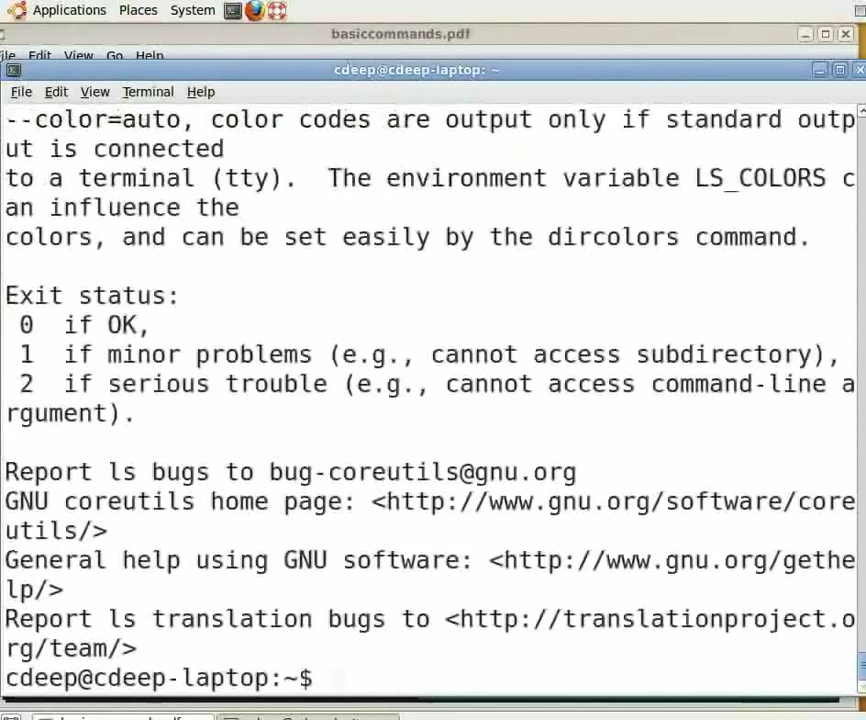 Applications Places System
basiccommands.pdf
ile Edit View Go Help
cdeep@cdeep-laptop: ~
File Edit View Terminal Help
--color=auto, color codes are output only if standard outp
ut is connected
to a terminal (tty).  The environment variable LS_COLORS c
an influence the
colors, and can be set easily by the dircolors command.
Exit status:
0  if OK,
1  if minor problems (e.g., cannot access subdirectory),
2  if serious trouble (e.g., cannot access command-line a
rgument).
Report ls bugs to bug-coreutils@gnu.org
GNU coreutils home page: <http://www.gnu.org/software/core
utils/>
General help using GNU software: <http://www.gnu.org/gethe
lp/>
Report ls translation bugs to <http://translationproject.o
rg/team/>
cdeep@cdeep-laptop:~$